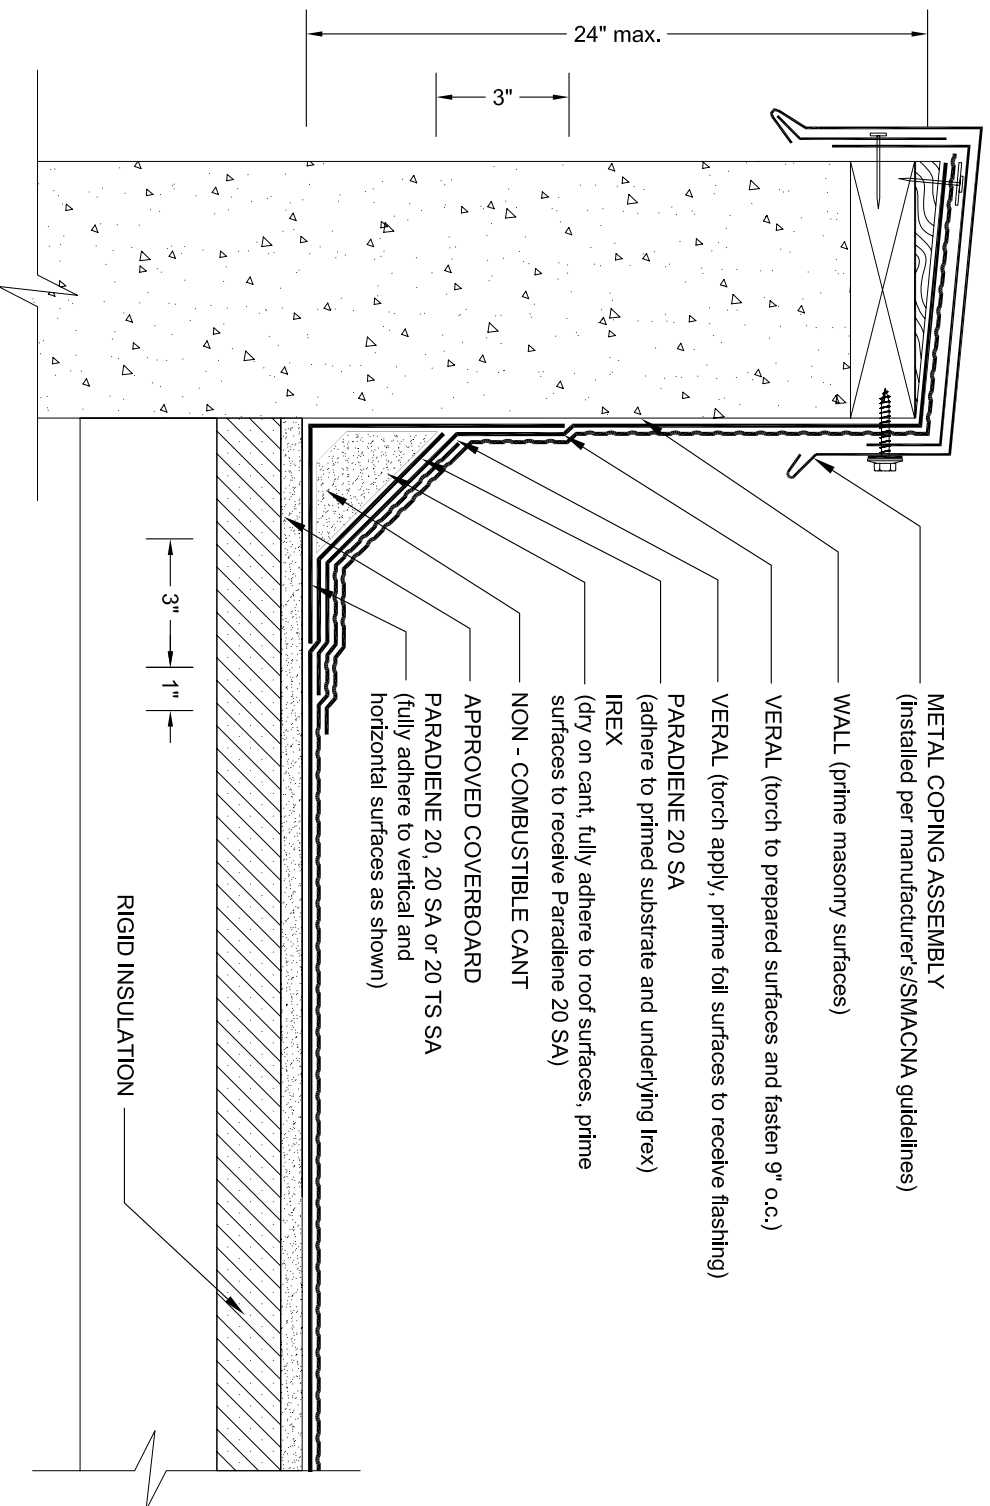 24" max.
3"
METAL COPING ASSEMBLY
(installed per manufacturer's/SMACNA guidelines)
WALL (prime masonry surfaces)
VERAL (torch to prepared surfaces and fasten 9" o.c.)
VERAL (torch apply, prime foil surfaces to receive flashing)
PARADIENE 20 SA
(adhere to primed substrate and underlying Irex)
IREX
(dry on cant, fully adhere to roof surfaces, prime
surfaces to receive Paradiene 20 SA)
NON - COMBUSTIBLE CANT
APPROVED COVERBOARD
PARADIENE 20, 20 SA or 20 TS SA
(fully adhere to vertical and
horizontal surfaces as shown)
3"
1"
RIGID INSULATION